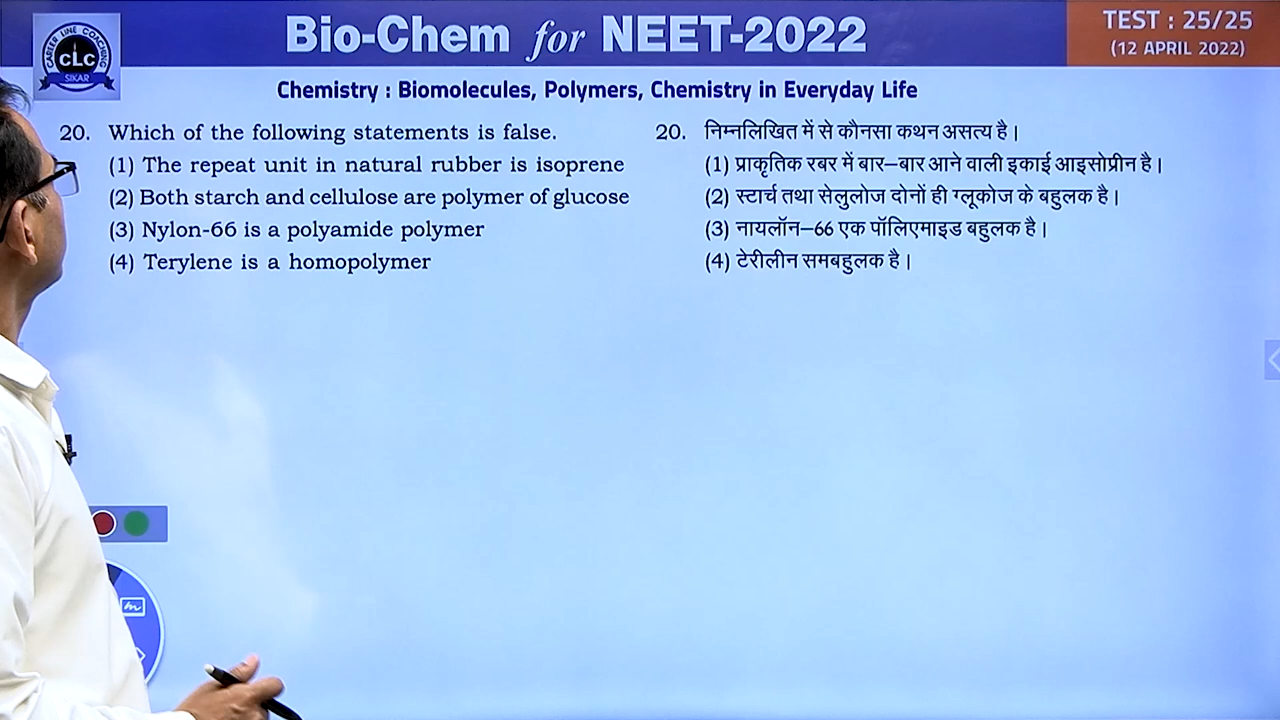 CAREER LINE COACHING
CLC
SIKAR
Bio-Chem for NEET-2022
TEST : 25/25
(12 APRIL 2022)
Chemistry : Biomolecules, Polymers, Chemistry in Everyday Life
20. Which of the following statements is false.
(1) The repeat unit in natural rubber is isoprene
(2) Both starch and cellulose are polymer of glucose
(3) Nylon-66 is a polyamide polymer
(4) Terylene is a homopolymer
20. निम्नलिखित में से कौनसा कथन असत्य है।
(1) प्राकृतिक रबर में बार–बार आने वाली इकाई आइसोप्रीन है।
(2) स्टार्च तथा सेलुलोज दोनों ही ग्लूकोज के बहुलक है।
(3) नायलॉन–66 एक पॉलिएमाइड बहुलक है।
(4) टेरीलीन समबहुलक है।